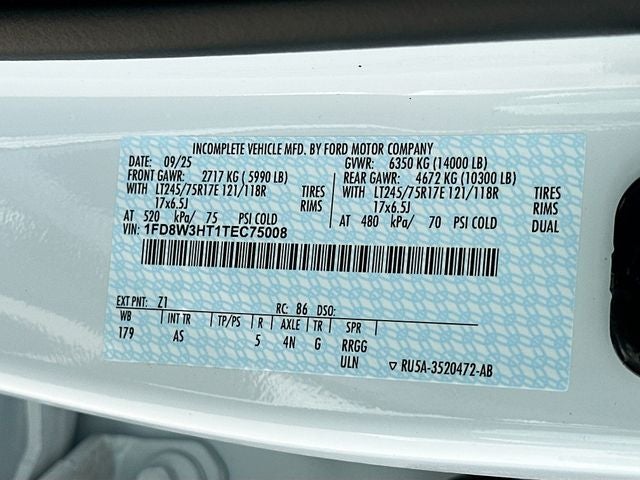 INCOMPLETE VEHICLE MFD. BY FORD MOTOR COMPANY
09/25 GVWR: 6350 KG (14000 LB)
FRONT GAWR: 2717 KG ( 5990 LB) REAR GAWR: 4672 KG (10300 LB)
WITH LT245/75R17E 121/118R TIRES WITH LT245/75R17E 121/118R TIRES
17x6.5J RIMS 17x6.5J RIMS
AT 520 kPa/ 75 PSI COLD AT 480 kPa/ 70 PSI COLD DUAL
VIN: 1FD8W3HT1TEC75008
EXT PNT: Z1 RC: 86 DSO:
WB INT TR TP/PS R AXLE TR SPR
179 AS 5 4N G RRGG
ULN ▽ RU5A-3520472-AB